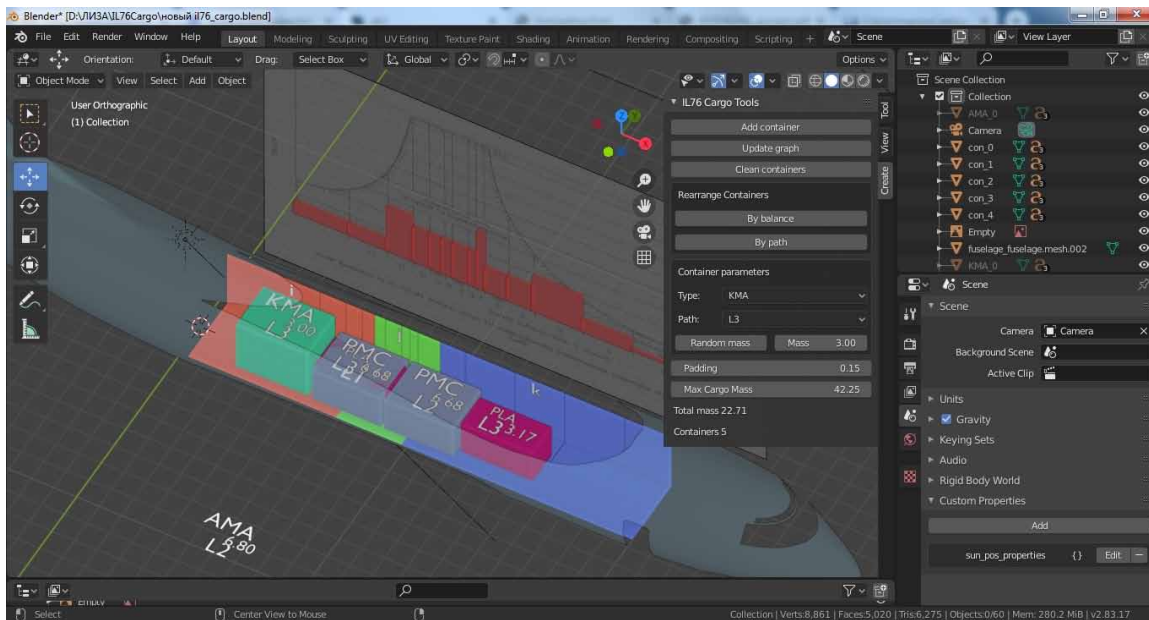 Blender* [D:\ЛИЗА\IL76Cargo\новый il76_cargo.blend]
File Edit Render Window Help Layout Modeling Sculpting UV Editing Texture Paint Shading Animation Rendering Compositing Scripting + Scene View Layer
Orientation: Default Drag: Select Box Global Options
Object Mode View Select Add Object
User Orthographic
(1) Collection
Z
KMA
3.00
L3
PMC
PMC
6.68
L2
PLA
3.17
L3
AMA
6.80
L2
i
k
IL76 Cargo Tools
Add container
Update graph
Clean containers
Rearrange Containers
By balance
By path
Container parameters
Type: KMA
Path: L3
Random mass Mass 3.00
Padding 0.15
Max Cargo Mass 42.25
Total mass 22.71
Containers 5
Tool
View
Create
Scene Collection
Collection
AMA_0
Camera
con_0
con_1
con_2
con_3
con_4
Empty
fuselage_fuselage.mesh.002
KMA_0
Scene
Scene
Camera Camera
Background Scene
Active Clip
Units
Gravity
Keying Sets
Audio
Rigid Body World
Custom Properties
Add
sun_pos_properties {} Edit
Empty
Select Center View to Mouse Collection | Verts:8,861 | Faces:5,020 | Tris:6,275 | Objects:0/60 | Mem: 280.2 MiB | v2.83.17